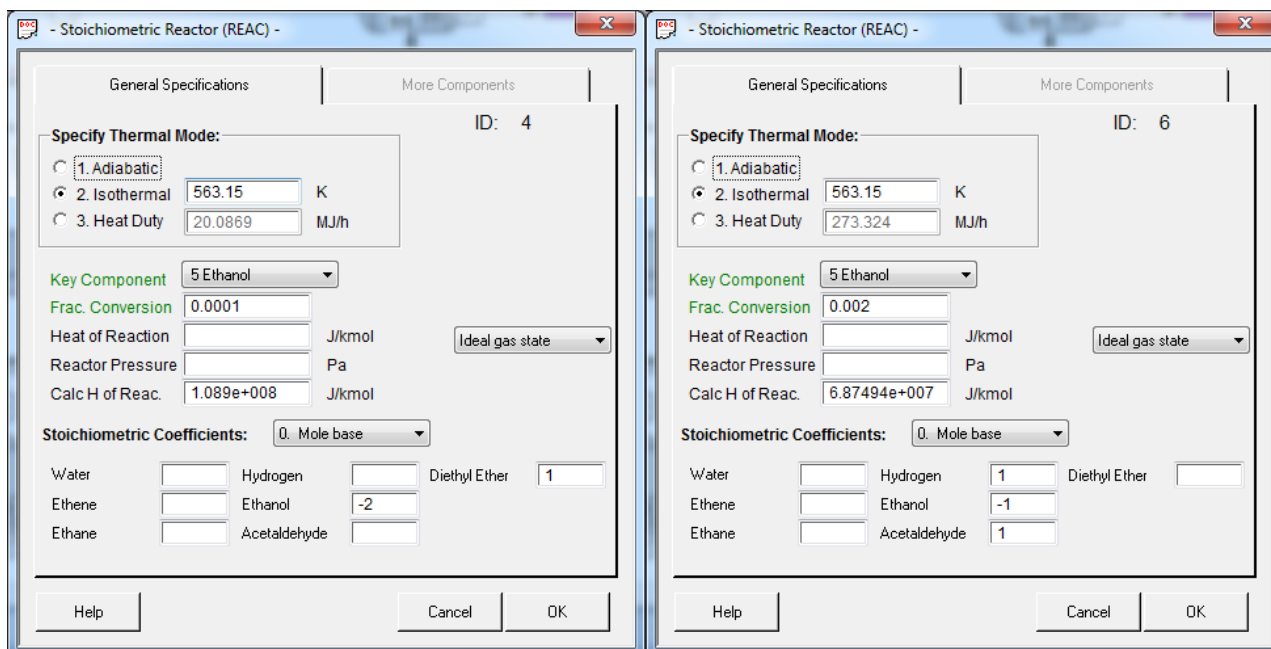 - Stoichiometric Reactor (REAC) -
General Specifications
More Components
ID: 4
Specify Thermal Mode:
1. Adiabatic
2. Isothermal 563.15 K
3. Heat Duty 20.0869 MJ/h
Key Component 5 Ethanol
Frac. Conversion 0.0001
Heat of Reaction J/kmol
Ideal gas state
Reactor Pressure Pa
Calc H of Reac. 1.089e+008 J/kmol
Stoichiometric Coefficients: 0. Mole base
Water Hydrogen Diethyl Ether 1
Ethene Ethanol -2
Ethane Acetaldehyde
Help Cancel OK
- Stoichiometric Reactor (REAC) -
General Specifications
More Components
ID: 6
Specify Thermal Mode:
1. Adiabatic
2. Isothermal 563.15 K
3. Heat Duty 273.324 MJ/h
Key Component 5 Ethanol
Frac. Conversion 0.002
Heat of Reaction J/kmol
Ideal gas state
Reactor Pressure Pa
Calc H of Reac. 6.87494e+007 J/kmol
Stoichiometric Coefficients: 0. Mole base
Water Hydrogen 1 Diethyl Ether
Ethene Ethanol -1
Ethane Acetaldehyde 1
Help Cancel OK